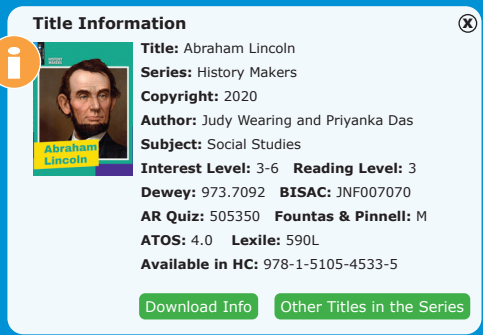 Title Information
X
i
HISTORY
MAKERS
Abraham
Lincoln
Title: Abraham Lincoln
Series: History Makers
Copyright: 2020
Author: Judy Wearing and Priyanka Das
Subject: Social Studies
Interest Level: 3-6 Reading Level: 3
Dewey: 973.7092 BISAC: JNF007070
AR Quiz: 505350 Fountas & Pinnell: M
ATOS: 4.0 Lexile: 590L
Available in HC: 978-1-5105-4533-5
Download Info Other Titles in the Series